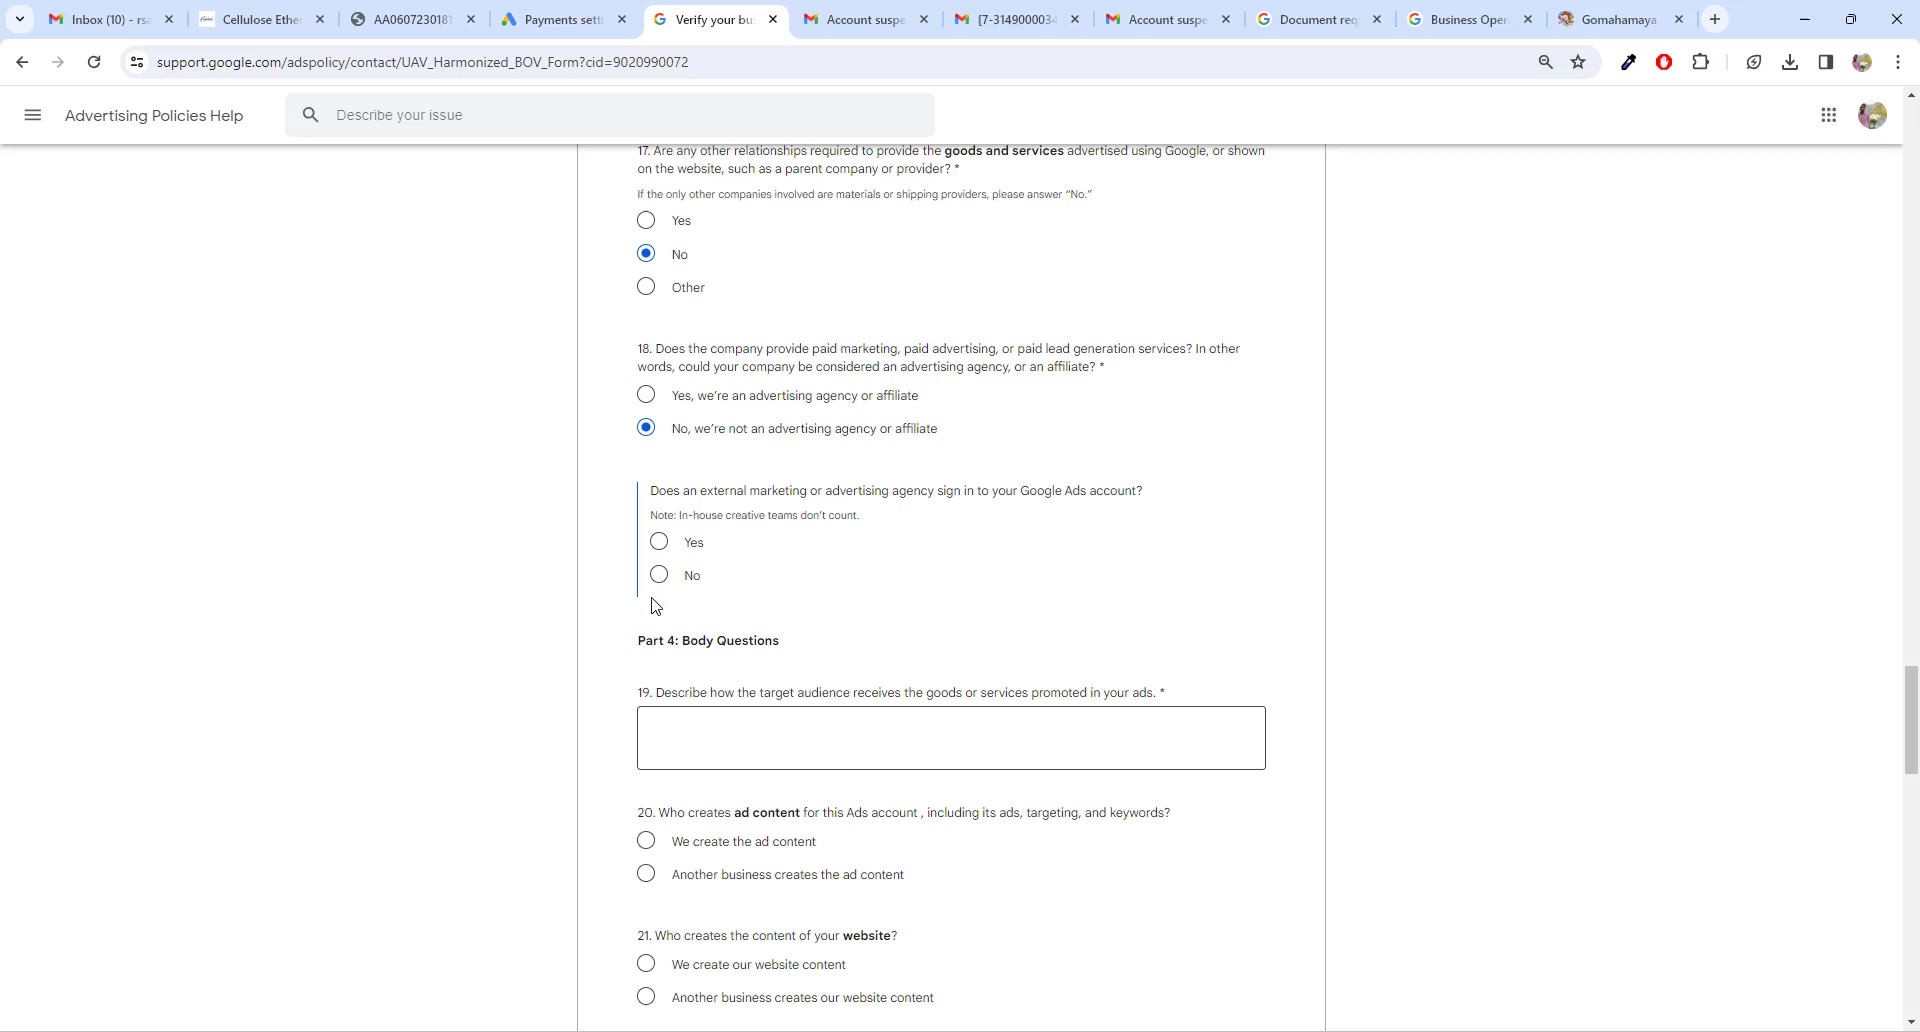 Inbox (10) - rsa
Cellulose Ethe
AA0607230181
Payments setti
Verify your bu
Account suspe
[7-3149000034
Account suspe
Document req
Business Oper
Gomahamaya
support.google.com/adspolicy/contact/UAV_Harmonized_BOV_Form?cid=9020990072
Advertising Policies Help
Describe your issue
17. Are any other relationships required to provide the goods and services advertised using Google, or shown
on the website, such as a parent company or provider? *
If the only other companies involved are materials or shipping providers, please answer “No.”
Yes
No
Other
18. Does the company provide paid marketing, paid advertising, or paid lead generation services? In other
words, could your company be considered an advertising agency, or an affiliate? *
Yes, we’re an advertising agency or affiliate
No, we’re not an advertising agency or affiliate
Does an external marketing or advertising agency sign in to your Google Ads account?
Note: In-house creative teams don’t count.
Yes
No
Part 4: Body Questions
19. Describe how the target audience receives the goods or services promoted in your ads. *
20. Who creates ad content for this Ads account , including its ads, targeting, and keywords?
We create the ad content
Another business creates the ad content
21. Who creates the content of your website?
We create our website content
Another business creates our website content